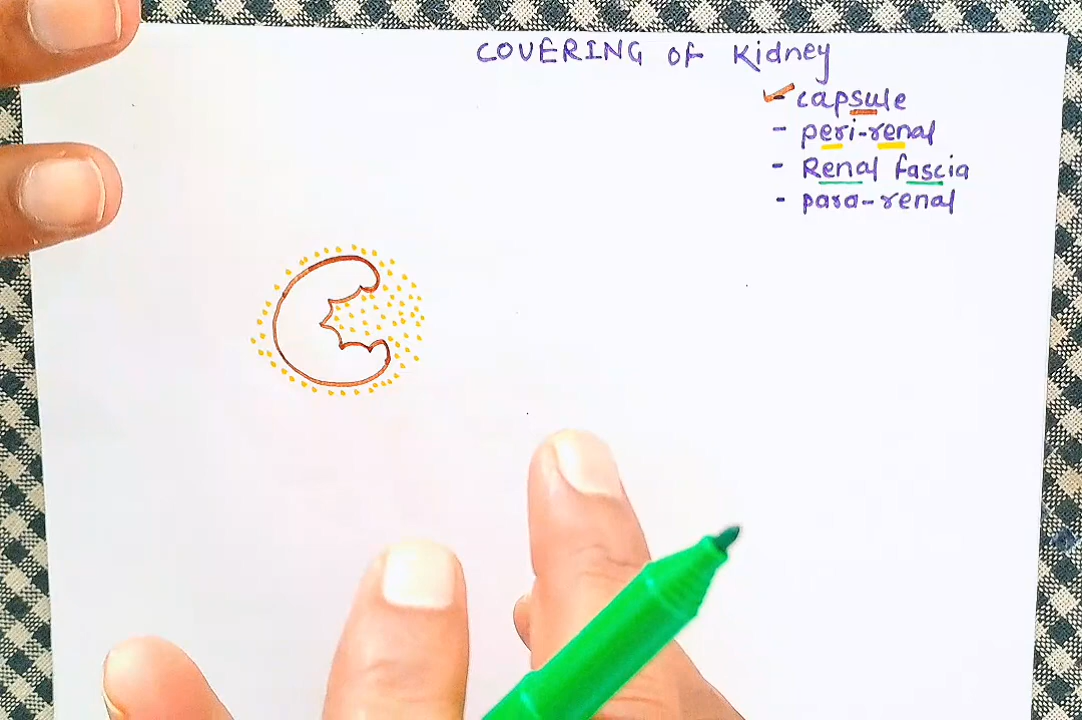 COVERING of Kidney
- capsule
- peri-renal
- Renal fascia
- para-renal